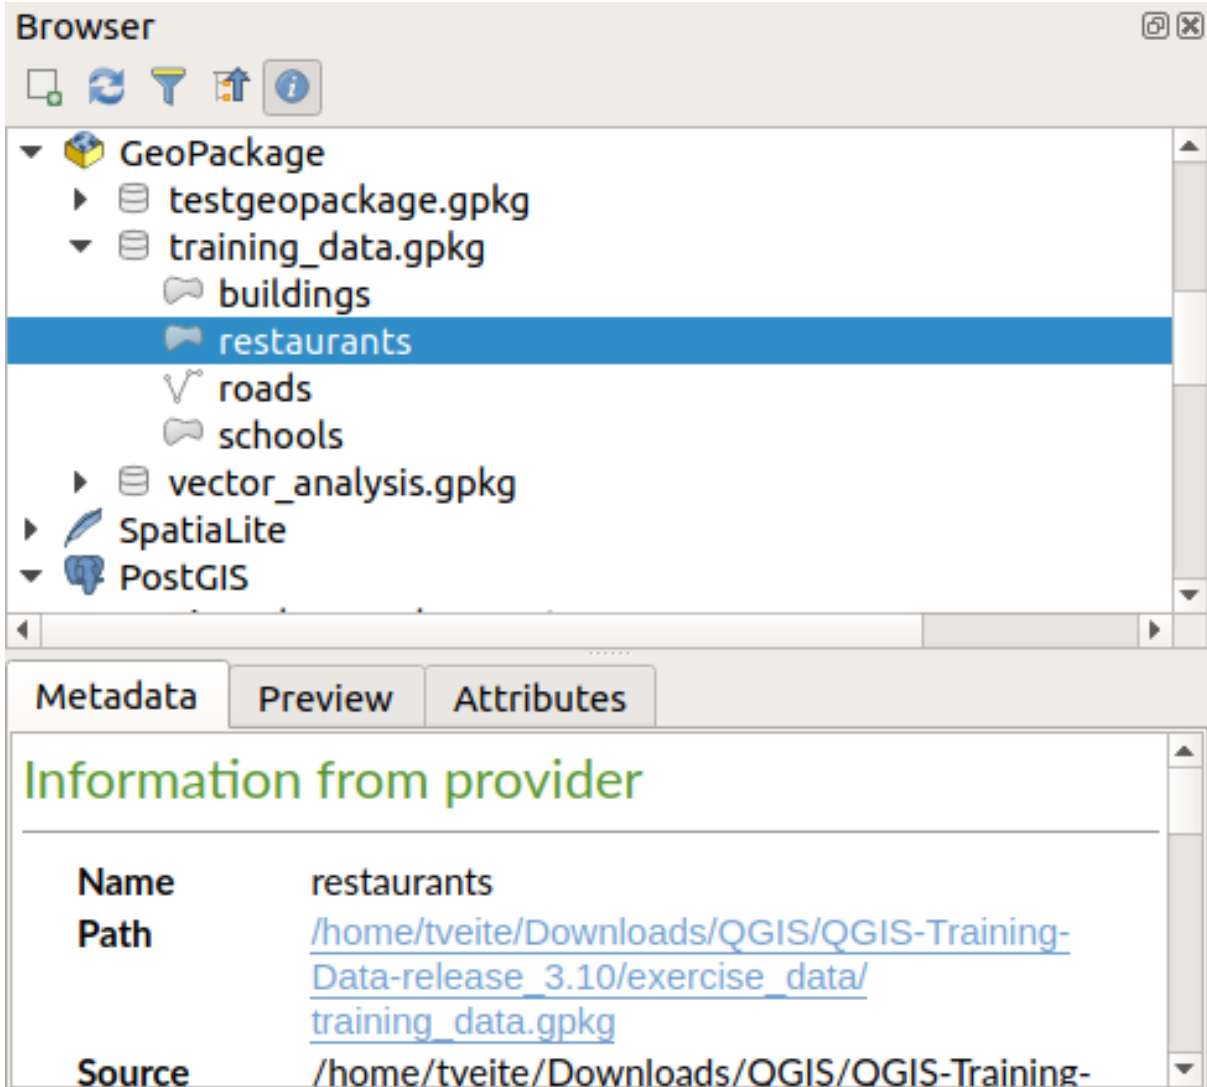 Browser
GeoPackage
testgeopackage.gpkg
training_data.gpkg
buildings
restaurants
roads
schools
vector_analysis.gpkg
SpatiaLite
PostGIS
Metadata Preview Attributes
Information from provider
Name restaurants
Path /home/tveite/Downloads/QGIS/QGIS-Training-
Data-release_3.10/exercise_data/
training_data.gpkg
Source /home/tveite/Downloads/QGIS/QGIS-Training-